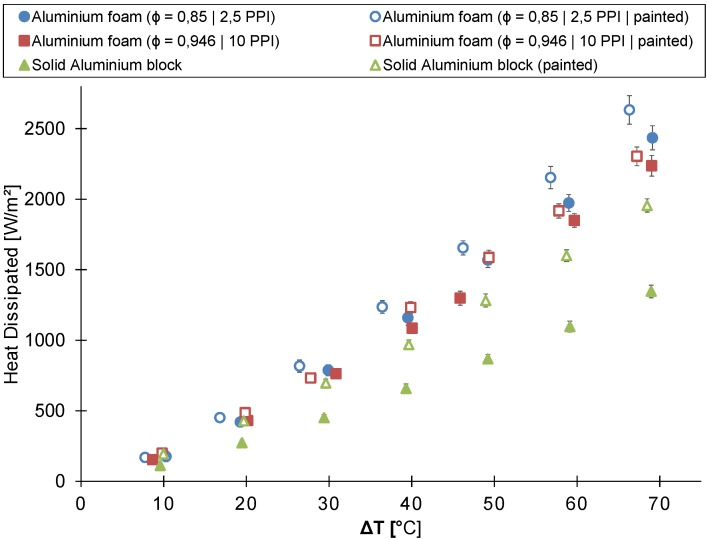 Aluminium foam (ϕ = 0,85 | 2,5 PPI)
Aluminium foam (ϕ = 0,85 | 2,5 PPI | painted)
Aluminium foam (ϕ = 0,946 | 10 PPI)
Aluminium foam (ϕ = 0,946 | 10 PPI | painted)
Solid Aluminium block
Solid Aluminium block (painted)
Heat Dissipated [W/m²]
2500
2000
1500
1000
500
0
0 10 20 30 40 50 60 70
ΔT [°C]